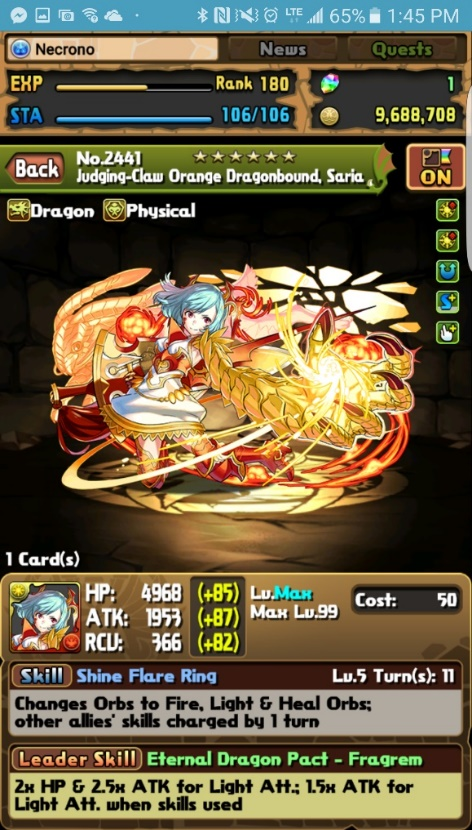 LTE 65% 1:45 PM
Necrono News Quests
EXP Rank 180 1
STA 106/106 9,688,708
Back No.2441 ★★★★★★ ON
Judging-Claw Orange Dragonbound, Saria
Dragon Physical
1 Card(s)
HP: 4968 (+85) Lv.Max Cost: 50
ATK: 1953 (+87) Max Lv.99
RCV: 366 (+82)
Skill Shine Flare Ring Lv.5 Turn(s): 11
Changes Orbs to Fire, Light & Heal Orbs;
other allies' skills charged by 1 turn
Leader Skill Eternal Dragon Pact - Fragrem
2x HP & 2.5x ATK for Light Att.; 1.5x ATK for
Light Att. when skills used